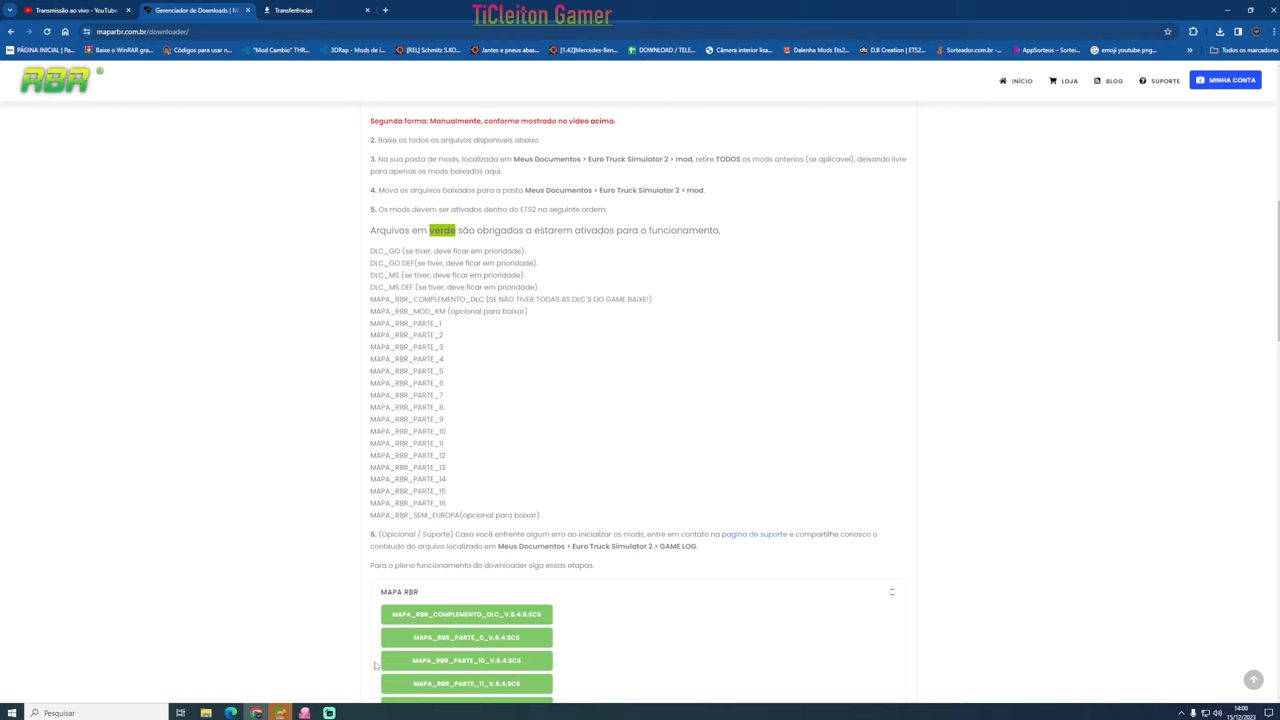 TiCleiton Gamer
Transmissão ao vivo - YouTube
Gerenciador de Downloads | M
Transferências
maparbr.com.br/downloader/
PÁGINA INICIAL | Pa...
Baixe o WinRAR gra...
Códigos para usar n...
"Mod Cambio" THR...
3DRap - Mods de i...
[REL] Schmitz S.KO...
Jantes e pneus abas...
[1.42]Mercedes-Ben...
DOWNLOAD / TELE...
Câmera interior lisa...
Dalenha Mods Ets2...
D.B Creation | ETS2...
Sorteador.com.br -...
AppSorteos – Sortei...
emoji youtube png...
»
Todos os marcadores
RBR
INÍCIO
LOJA
BLOG
SUPORTE
MINHA CONTA
Segunda forma: Manualmente, conforme mostrado no vídeo acima.
2. Baixe os todos os arquivos disponíveis abaixo.
3. Na sua pasta de mods, localizada em Meus Documentos > Euro Truck Simulator 2 > mod, retire TODOS os mods anterios (se aplicavel), deixando livre
para apenas os mods baixados aqui.
4. Mova os arquivos baixados para a pasta Meus Documentos > Euro Truck Simulator 2 > mod.
5. Os mods devem ser ativados dentro do ETS2 na seguinte ordem:
Arquivos em verde são obrigados a estarem ativados para o funcionamento.
DLC_GO (se tiver, deve ficar em prioridade).
DLC_GO DEF(se tiver, deve ficar em prioridade).
DLC_MS (se tiver, deve ficar em prioridade).
DLC_MS DEF (se tiver, deve ficar em prioridade).
MAPA_RBR_COMPLEMENTO_DLC (SE NÃO TIVER TODAS AS DLC´S DO GAME BAIXE!)
MAPA_RBR_MOD_KM (opcional para baixar)
MAPA_RBR_PARTE_1
MAPA_RBR_PARTE_2
MAPA_RBR_PARTE_3
MAPA_RBR_PARTE_4
MAPA_RBR_PARTE_5
MAPA_RBR_PARTE_6
MAPA_RBR_PARTE_7
MAPA_RBR_PARTE_8
MAPA_RBR_PARTE_9
MAPA_RBR_PARTE_10
MAPA_RBR_PARTE_11
MAPA_RBR_PARTE_12
MAPA_RBR_PARTE_13
MAPA_RBR_PARTE_14
MAPA_RBR_PARTE_15
MAPA_RBR_PARTE_16
MAPA_RBR_SEM_EUROPA(opcional para baixar)
6. (Opicional / Suporte) Caso você enfrente algum erro ao inicializar os mods, entre em contato na pagina de suporte e compartilhe conosco o
conteudo do arquivo localizado em Meus Documentos > Euro Truck Simulator 2 > GAME LOG.
Para o pleno funcionamento do downloader siga essas etapas.
MAPA RBR
MAPA_RBR_COMPLEMENTO_DLC_V.6.4.9.SCS
MAPA_RBR_PARTE_0_V.6.4.SCS
MAPA_RBR_PARTE_10_V.6.4.SCS
MAPA_RBR_PARTE_11_V.6.4.SCS
Pesquisar
14:00
15/12/2023